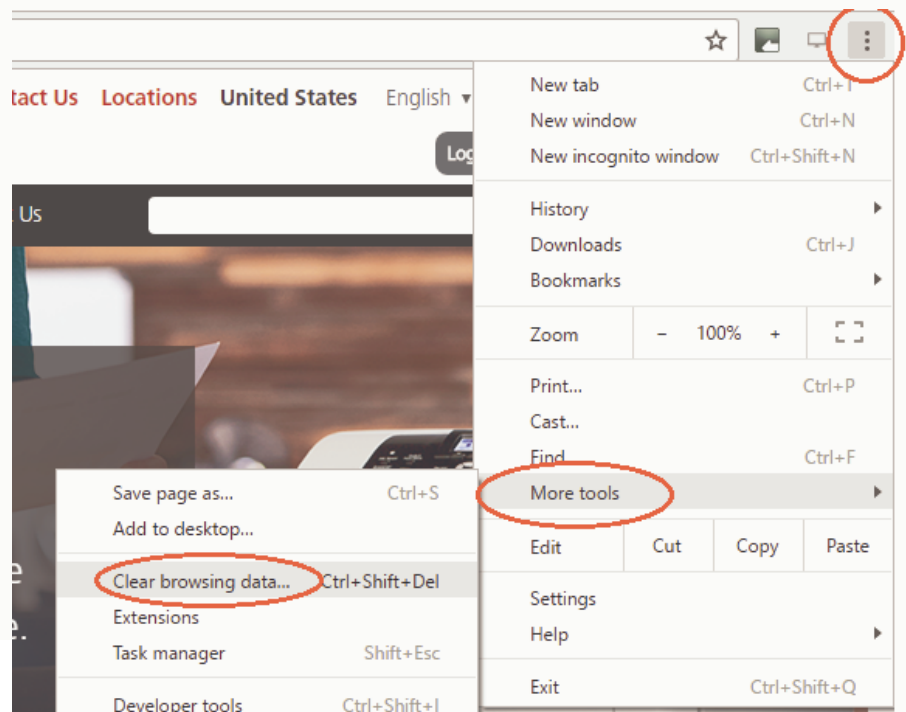 tact Us Locations United States English ▾
Log
Us
New tab Ctrl+T
New window Ctrl+N
New incognito window Ctrl+Shift+N
History
Downloads Ctrl+J
Bookmarks
Zoom − 100% +
Print... Ctrl+P
Cast...
Find... Ctrl+F
More tools
Edit Cut Copy Paste
Settings
Help
Exit Ctrl+Shift+Q
Save page as... Ctrl+S
Add to desktop...
Clear browsing data... Ctrl+Shift+Del
Extensions
Task manager Shift+Esc
Developer tools Ctrl+Shift+I
e
e.